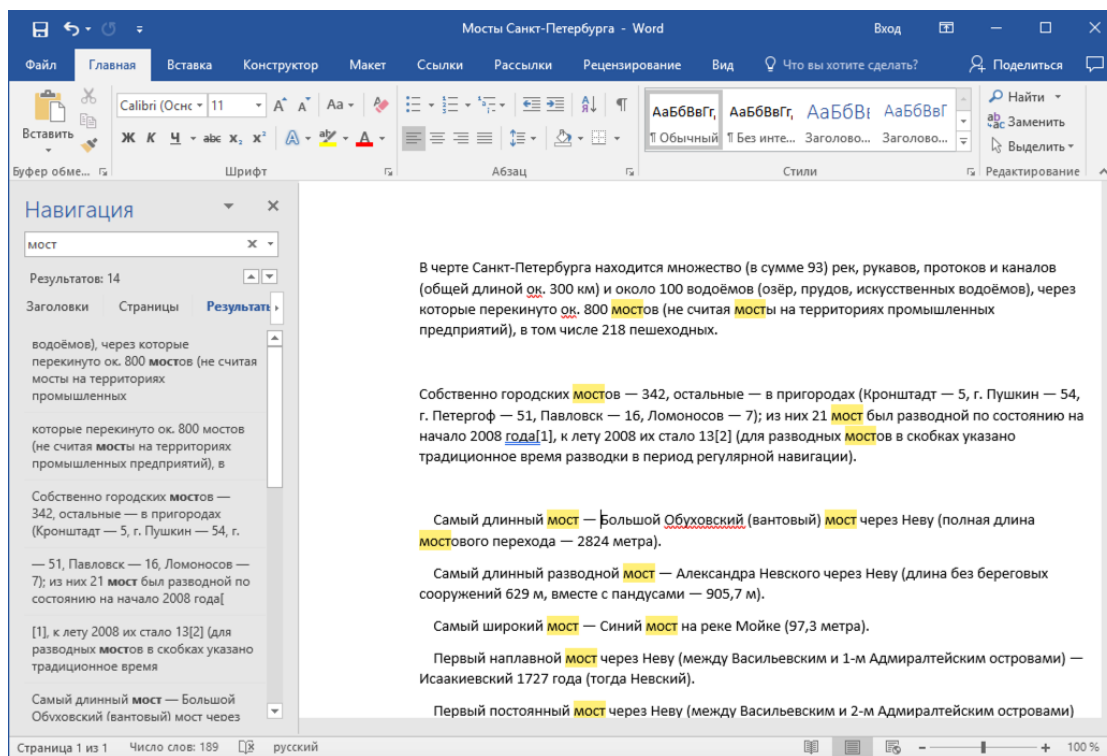 Мосты Санкт-Петербурга - Word
Вход
Файл Главная Вставка Конструктор Макет Ссылки Рассылки Рецензирование Вид Что вы хотите сделать? Поделиться
Вставить
Calibri (Оснс 11
Aa
Ж К Ч abc x₂ x²
АаБбВвГг, АаБбВвГг, АаБбВв АаБбВвГ
¶ Обычный ¶ Без инте... Заголово... Заголово...
Найти
Заменить
Выделить
Буфер обме... Шрифт Абзац Стили Редактирование
Навигация
мост
Результатов: 14
Заголовки Страницы Результаты
водоёмов), через которые
перекинуто ок. 800 мостов (не считая
мосты на территориях
промышленных
которые перекинуто ок. 800 мостов
(не считая мосты на территориях
промышленных предприятий), в
Собственно городских мостов —
342, остальные — в пригородах
(Кронштадт — 5, г. Пушкин — 54, г.
— 51, Павловск — 16, Ломоносов —
7); из них 21 мост был разводной по
состоянию на начало 2008 года[
[1], к лету 2008 их стало 13[2] (для
разводных мостов в скобках указано
традиционное время
Самый длинный мост — Большой
Обуховский (вантовый) мост через
В черте Санкт-Петербурга находится множество (в сумме 93) рек, рукавов, протоков и каналов
(общей длиной ок. 300 км) и около 100 водоёмов (озёр, прудов, искусственных водоёмов), через
которые перекинуто ок. 800 мостов (не считая мосты на территориях промышленных
предприятий), в том числе 218 пешеходных.
Собственно городских мостов — 342, остальные — в пригородах (Кронштадт — 5, г. Пушкин — 54,
г. Петергоф — 51, Павловск — 16, Ломоносов — 7); из них 21 мост был разводной по состоянию на
начало 2008 года[1], к лету 2008 их стало 13[2] (для разводных мостов в скобках указано
традиционное время разводки в период регулярной навигации).
Самый длинный мост — Большой Обуховский (вантовый) мост через Неву (полная длина
мостового перехода — 2824 метра).
Самый длинный разводной мост — Александра Невского через Неву (длина без береговых
сооружений 629 м, вместе с пандусами — 905,7 м).
Самый широкий мост — Синий мост на реке Мойке (97,3 метра).
Первый наплавной мост через Неву (между Васильевским и 1-м Адмиралтейским островами) —
Исаакиевский 1727 года (тогда Невский).
Первый постоянный мост через Неву (между Васильевским и 2-м Адмиралтейским островами)
Страница 1 из 1 Число слов: 189 русский 100 %